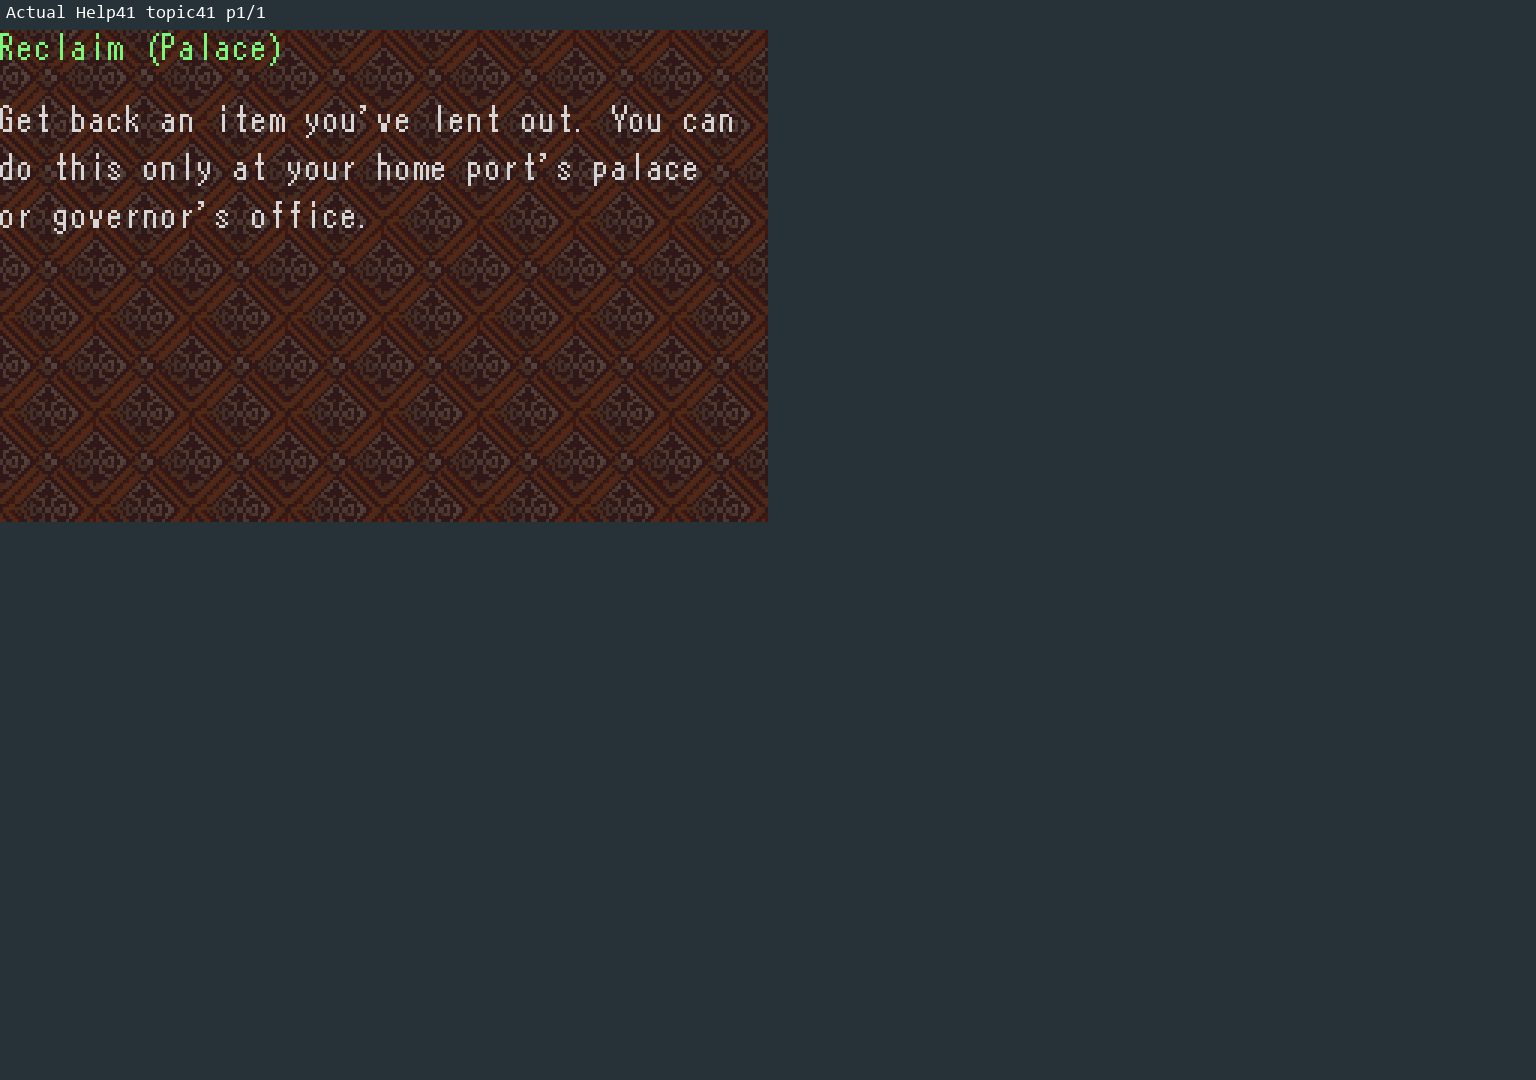 Actual Help41 topic41 p1/1
Reclaim (Palace)
Get back an item you've lent out. You can
do this only at your home port's palace
or governor's office.